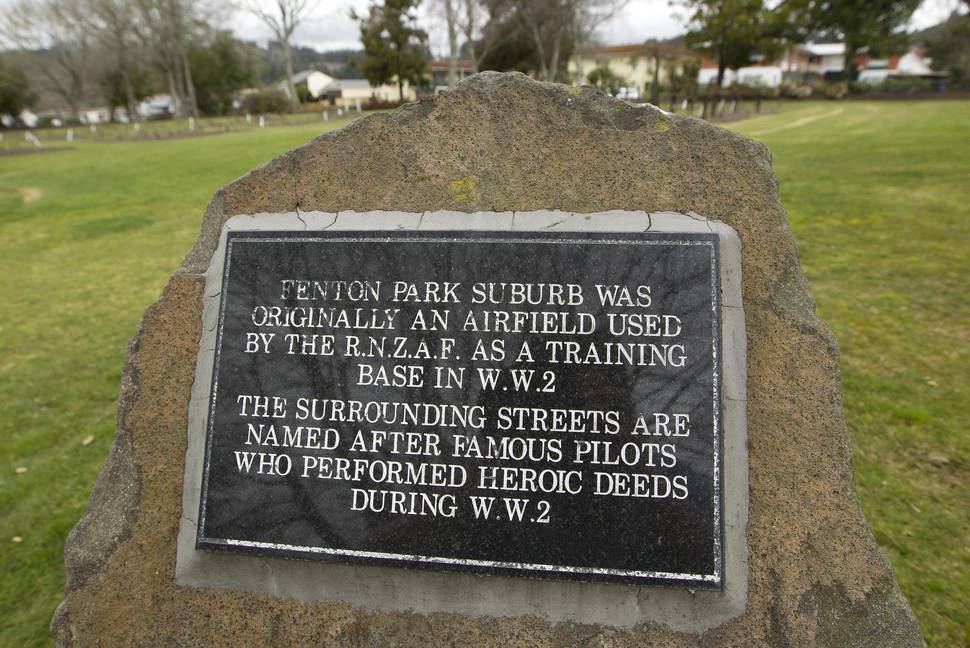 FENTON PARK SUBURB WAS
ORIGINALLY AN AIRFIELD USED
BY THE R.N.Z.A.F. AS A TRAINING
BASE IN W.W.2
THE SURROUNDING STREETS ARE
NAMED AFTER FAMOUS PILOTS
WHO PERFORMED HEROIC DEEDS
DURING W.W.2